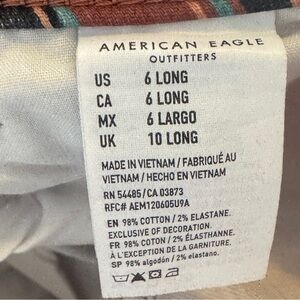 AMERICAN EAGLE
OUTFITTERS
US 6 LONG
CA 6 LONG
MX 6 LARGO
UK 10 LONG
MADE IN VIETNAM / FABRIQUÉ AU
VIETNAM / HECHO EN VIETNAM
RN 54485/CA 03873
RFC# AEM120605U9A
EN 98% COTTON / 2% ELASTANE.
EXCLUSIVE OF DECORATION.
FR 98% COTON / 2% ÉLASTHANNE.
À L'EXCEPTION DE LA GARNITURE.
SP 98% algodón / 2% elastano.